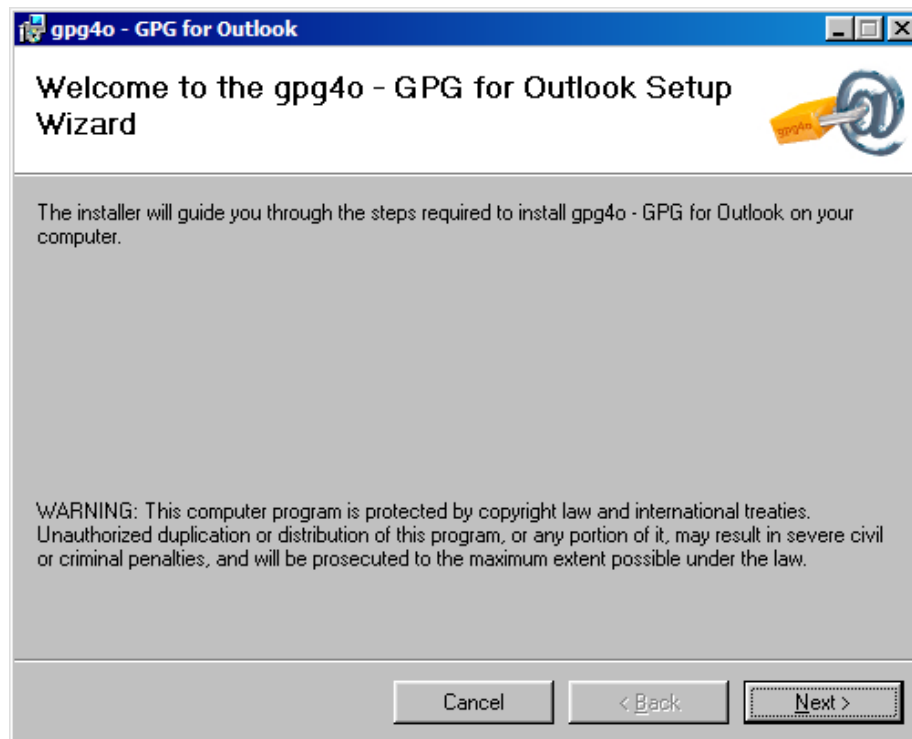 gpg4o - GPG for Outlook
Welcome to the gpg4o - GPG for Outlook Setup
Wizard
gpg4o
The installer will guide you through the steps required to install gpg4o - GPG for Outlook on your
computer.
WARNING: This computer program is protected by copyright law and international treaties.
Unauthorized duplication or distribution of this program, or any portion of it, may result in severe civil
or criminal penalties, and will be prosecuted to the maximum extent possible under the law.
Cancel < Back Next >